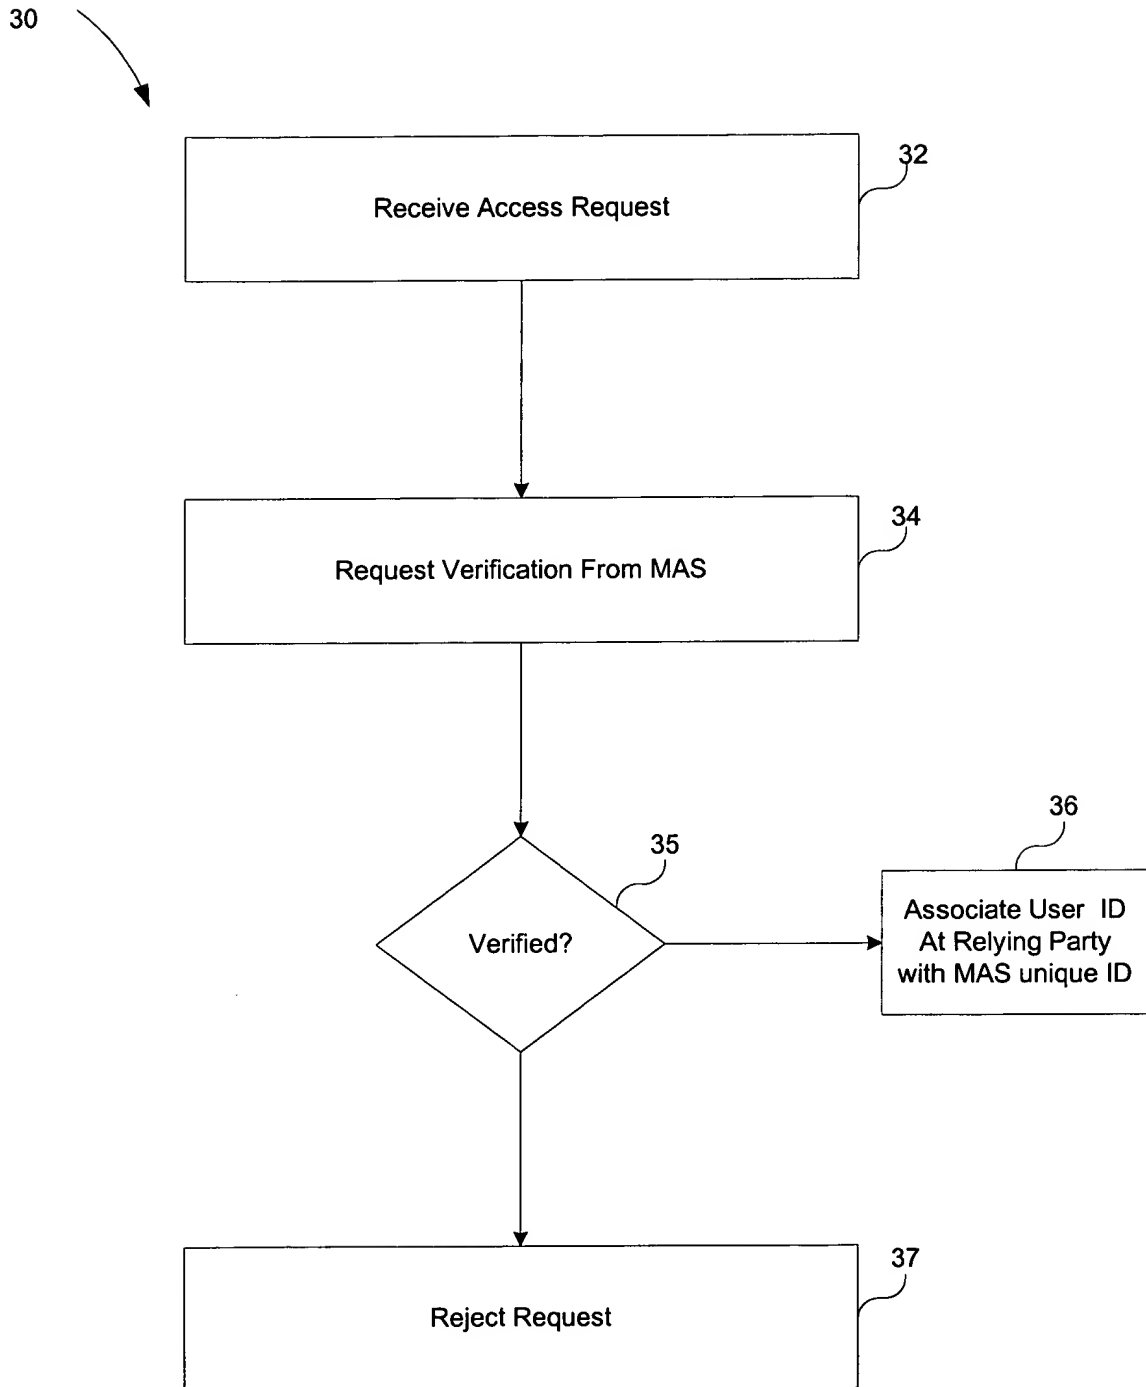 30
32
Receive Access Request
34
Request Verification From MAS
35
36
Verified?
Associate User ID
At Relying Party
with MAS unique ID
37
Reject Request